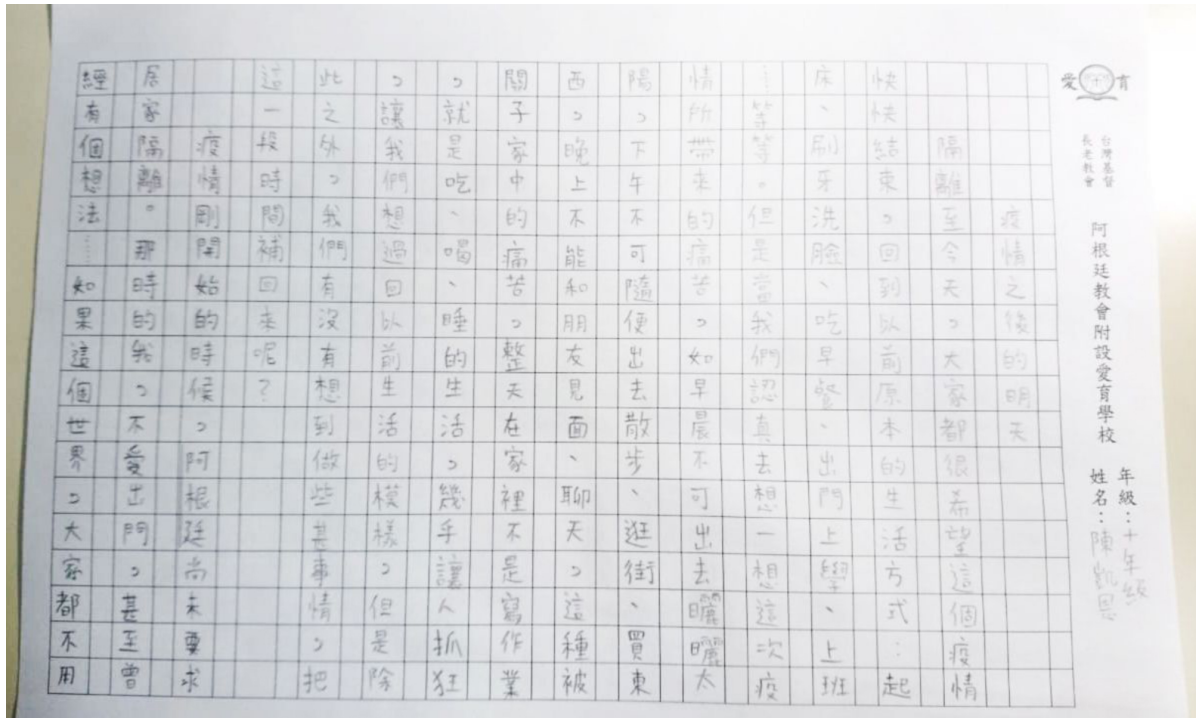 愛育
台灣基督
長老教會
阿根廷教會附設愛育學校
年級：十年級
姓名：陳凱恩
疫情之後的明天
隔離至今天，大家都很希望這個疫情
快快結束，回到以前原本的生活方式：起
床、刷牙洗臉、吃早餐、出門上學、上班
……等等。但是當我們認真去想一想這次疫
情所帶來的痛苦，如早晨不可出去曬曬太
陽，下午不可隨便出去散步、逛街、買東
西，晚上不能和朋友見面、聊天，這種被
關子家中的痛苦，整天在家裡不是寫作業
，就是吃、喝、睡的生活，幾乎讓人抓狂
，讓我們想過回以前生活的模樣，但是除
此之外，我們有沒有想到做些甚事情，把
這一段時間補回來呢？
疫情剛開始的時候，阿根廷尚未要求
居家隔離。那時的我，不愛出門，甚至曾
經有個想法……如果這個世界，大家都不用